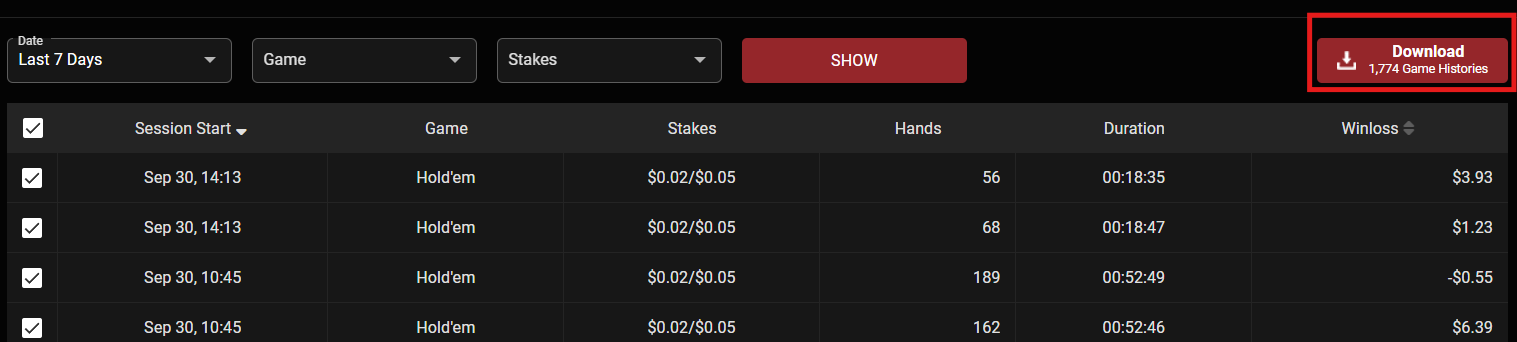 Date
Last 7 Days
Game
Stakes
SHOW
Download
1,774 Game Histories
Session Start Game Stakes Hands Duration Winloss
Sep 30, 14:13 Hold'em $0.02/$0.05 56 00:18:35 $3.93
Sep 30, 14:13 Hold'em $0.02/$0.05 68 00:18:47 $1.23
Sep 30, 10:45 Hold'em $0.02/$0.05 189 00:52:49 -$0.55
Sep 30, 10:45 Hold'em $0.02/$0.05 162 00:52:46 $6.39